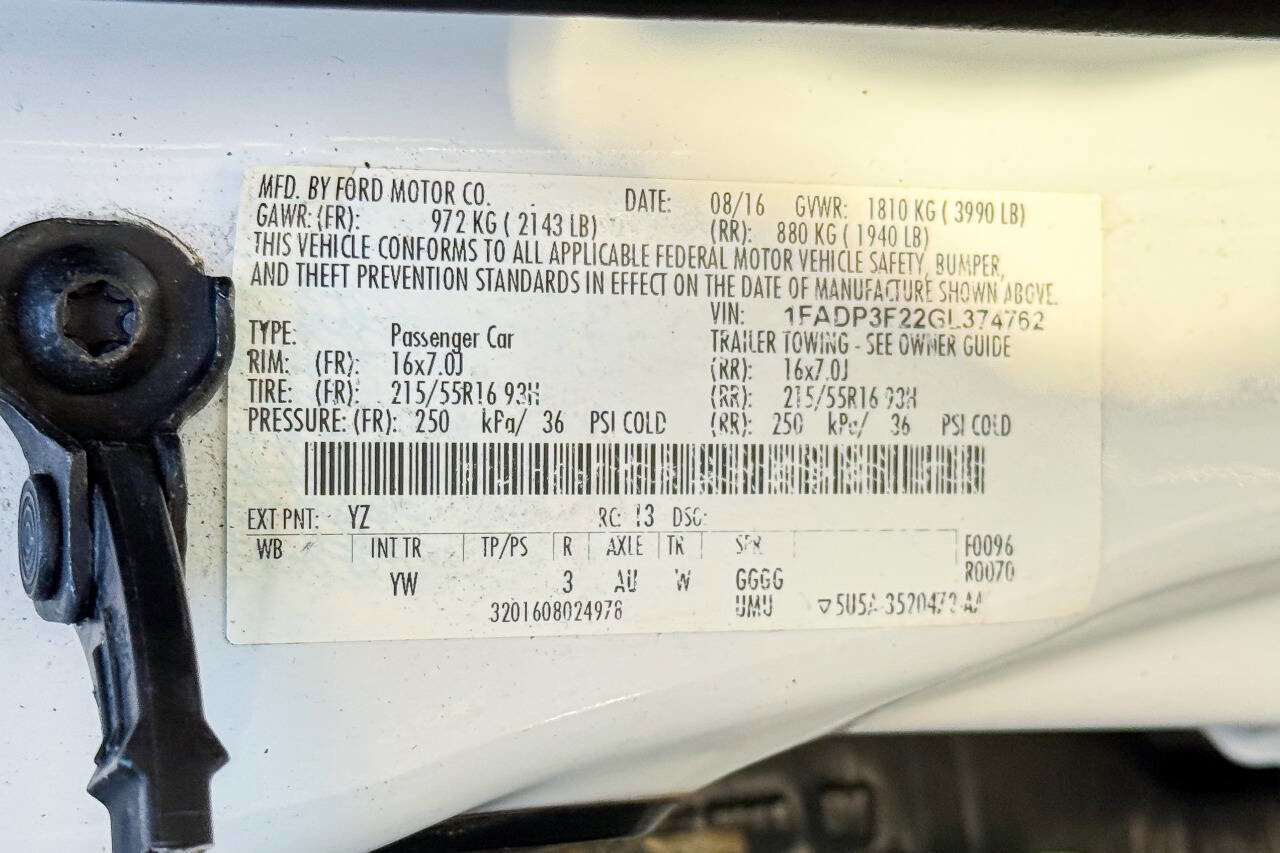 MFD. BY FORD MOTOR CO. DATE: 08/16 GVWR: 1810 KG ( 3990 LB)
GAWR: (FR): 972 KG ( 2143 LB) (RR): 880 KG ( 1940 LB)
THIS VEHICLE CONFORMS TO ALL APPLICABLE FEDERAL MOTOR VEHICLE SAFETY, BUMPER,
AND THEFT PREVENTION STANDARDS IN EFFECT ON THE DATE OF MANUFACTURE SHOWN ABOVE.
VIN: 1FADP3F22GL374762
TYPE: Passenger Car TRAILER TOWING - SEE OWNER GUIDE
RIM: (FR): 16x7.0J (RR): 16x7.0J
TIRE: (FR): 215/55R16 93H (RR): 215/55R16 93H
PRESSURE: (FR): 250 kPa/ 36 PSI COLD (RR): 250 kPa/ 36 PSI COLD
EXT PNT: YZ RC: 13 DSO:
WB INT TR TP/PS R AXLE TR SPR F0096
YW 3 AU W GGGG R0070
3201608024978 UMU ▽5U5A-3520472-AA